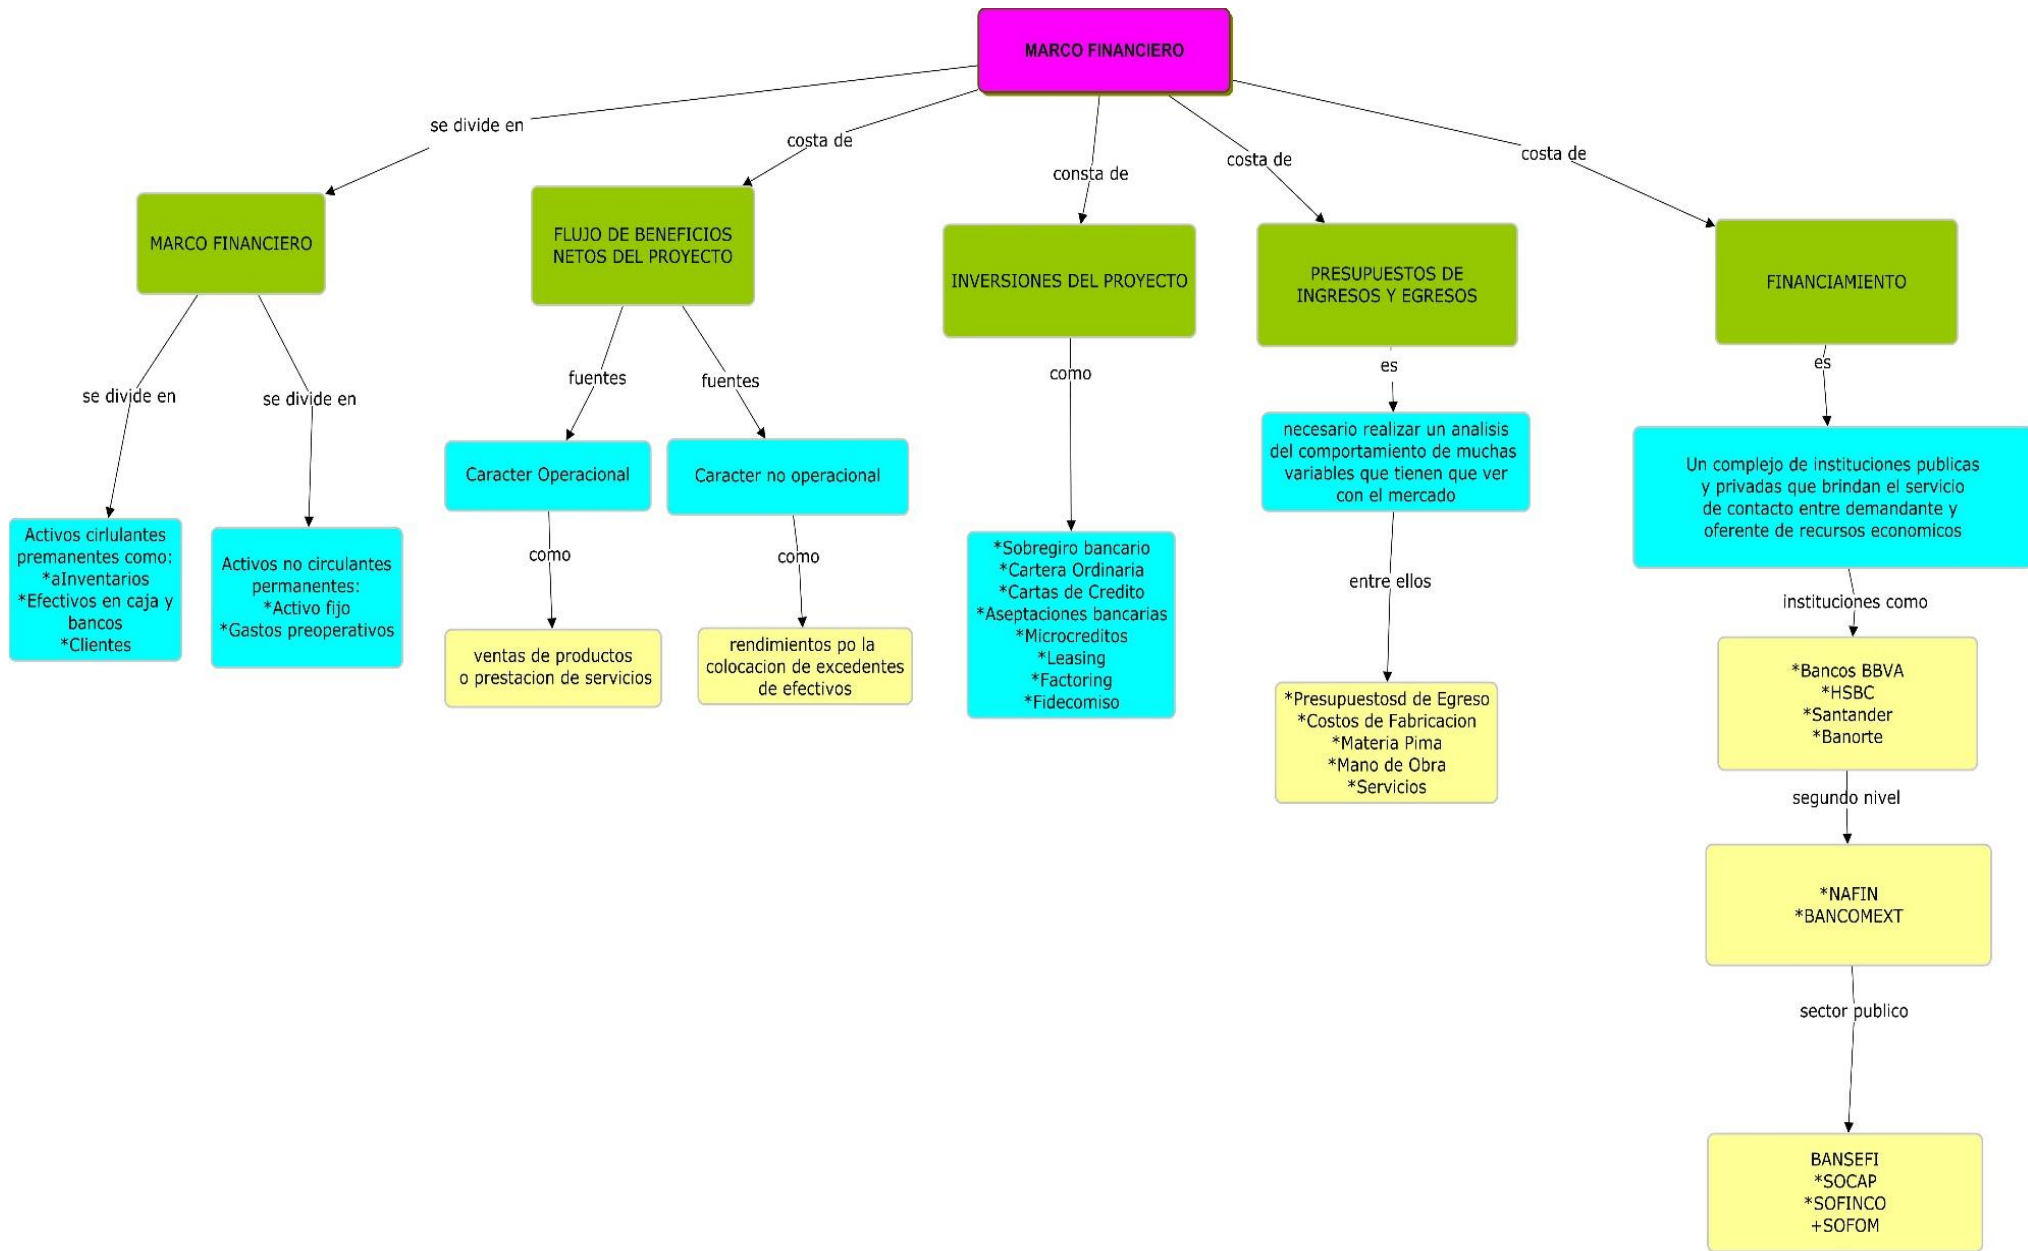 MARCO FINANCIERO
se divide en
costa de
consta de
costa de
costa de
MARCO FINANCIERO
FLUJO DE BENEFICIOS
NETOS DEL PROYECTO
INVERSIONES DEL PROYECTO
PRESUPUESTOS DE
INGRESOS Y EGRESOS
FINANCIAMIENTO
se divide en
se divide en
fuentes
fuentes
como
es
es
Activos cirlulantes
premanentes como:
*aInventarios
*Efectivos en caja y
bancos
*Clientes
Activos no circulantes
permanentes:
*Activo fijo
*Gastos preoperativos
Caracter Operacional
Caracter no operacional
como
como
ventas de productos
o prestacion de servicios
rendimientos po la
colocacion de excedentes
de efectivos
*Sobregiro bancario
*Cartera Ordinaria
*Cartas de Credito
*Aseptaciones bancarias
*Microcreditos
*Leasing
*Factoring
*Fidecomiso
necesario realizar un analisis
del comportamiento de muchas
variables que tienen que ver
con el mercado
entre ellos
*Presupuestosd de Egreso
*Costos de Fabricacion
*Materia Pima
*Mano de Obra
*Servicios
Un complejo de instituciones publicas
y privadas que brindan el servicio
de contacto entre demandante y
oferente de recursos economicos
instituciones como
*Bancos BBVA
*HSBC
*Santander
*Banorte
segundo nivel
*NAFIN
*BANCOMEXT
sector publico
BANSEFI
*SOCAP
*SOFINCO
+SOFOM